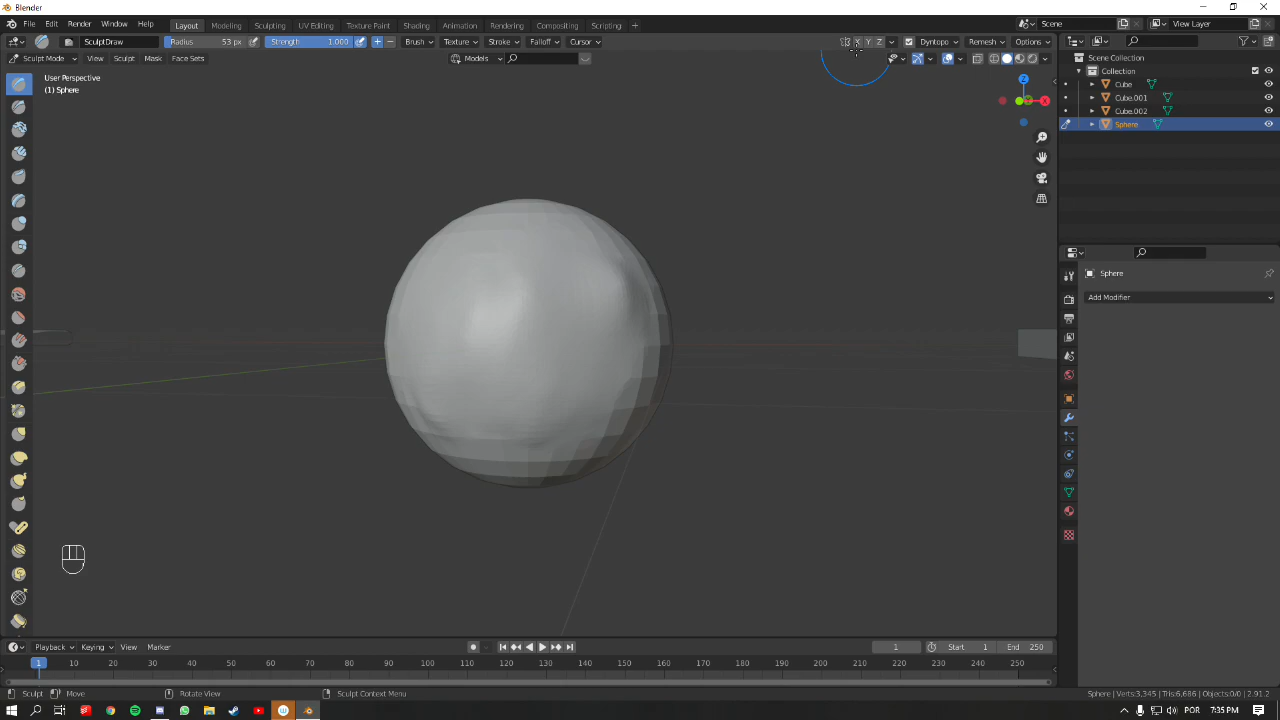 Blender
File Edit Render Window Help Layout Modeling Sculpting UV Editing Texture Paint Shading Animation Rendering Compositing Scripting + Scene View Layer
SculptDraw Radius 53 px Strength 1.000 + − Brush Texture Stroke Falloff Cursor X Y Z Dyntopo Remesh Options
Sculpt Mode View Sculpt Mask Face Sets Models
User Perspective
(1) Sphere
Scene Collection
Collection
Cube
Cube.001
Cube.002
Sphere
Z
X
Sphere
Add Modifier
Playback Keying View Marker 1 Start 1 End 250
1 10 20 30 40 50 60 70 80 90 100 110 120 130 140 150 160 170 180 190 200 210 220 230 240 250
Sculpt Move Rotate View Sculpt Context Menu Sphere | Verts:3,345 | Tris:6,686 | Objects:0/0 | 2.91.2
POR 7:35 PM